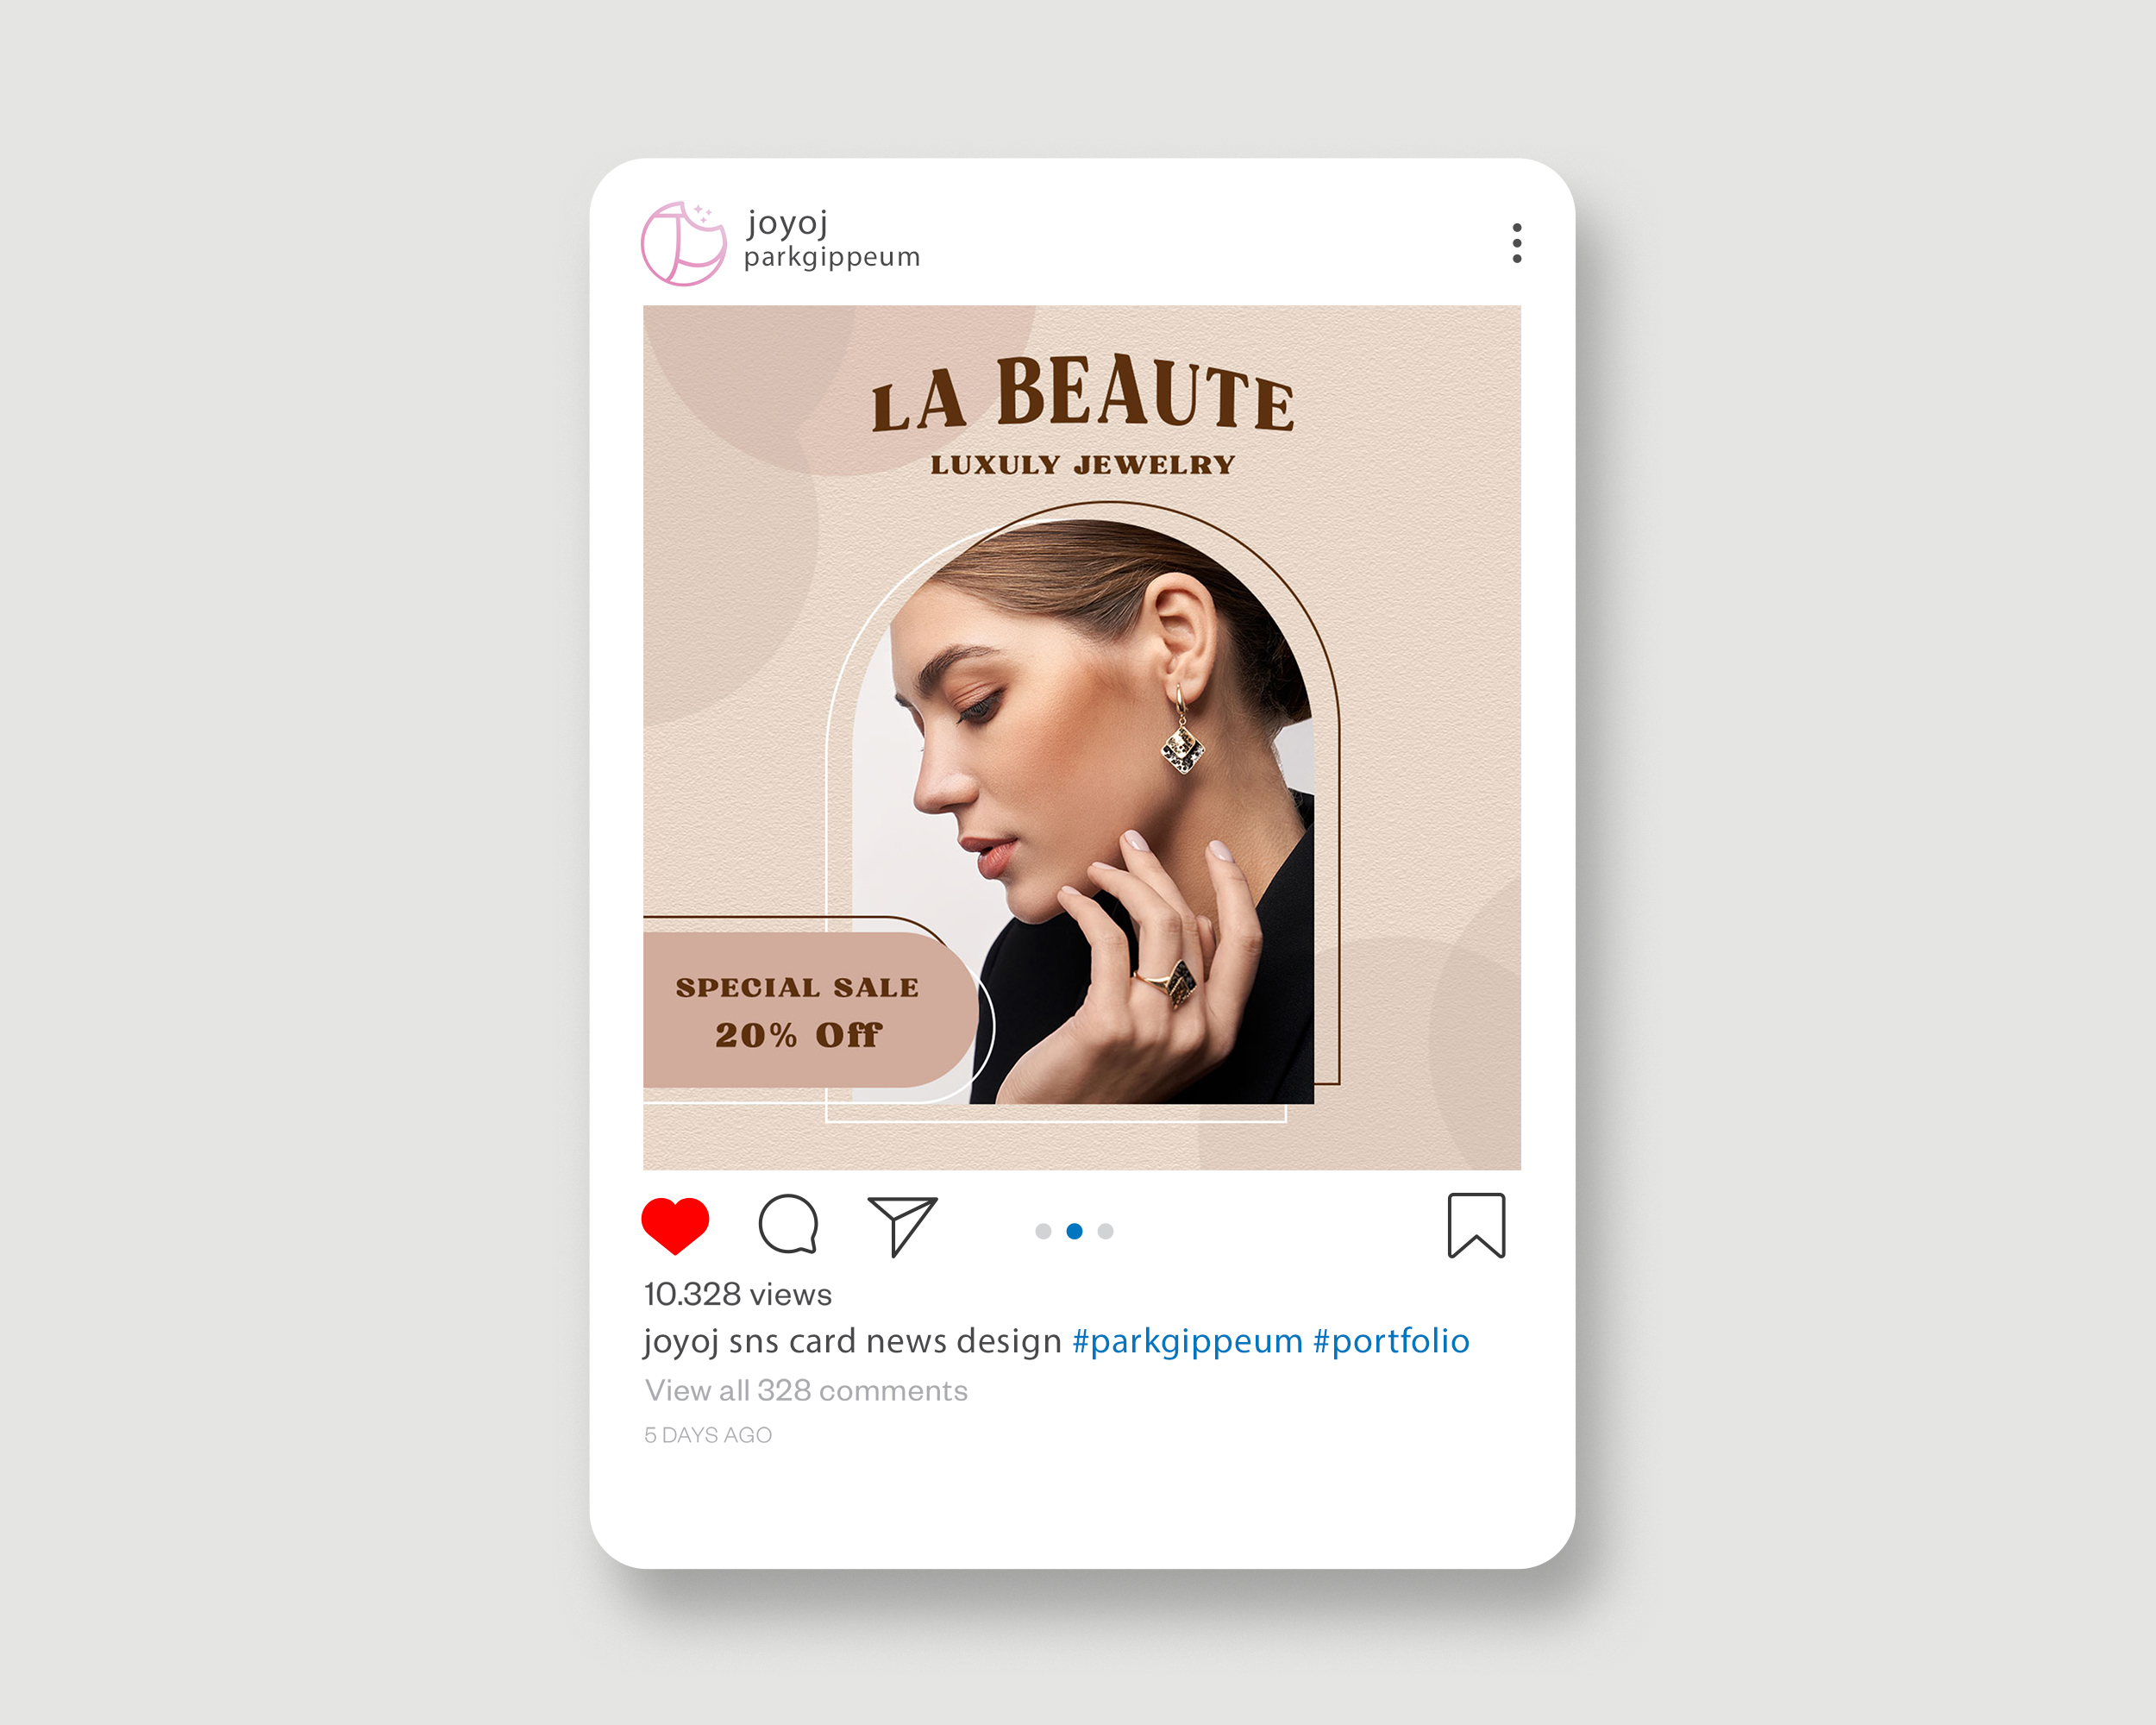 joyoj
parkgippeum
LA BEAUTE
LUXULY JEWELRY
SPECIAL SALE
20% Off
10.328 views
joyoj sns card news design #parkgippeum #portfolio
View all 328 comments
5 DAYS AGO